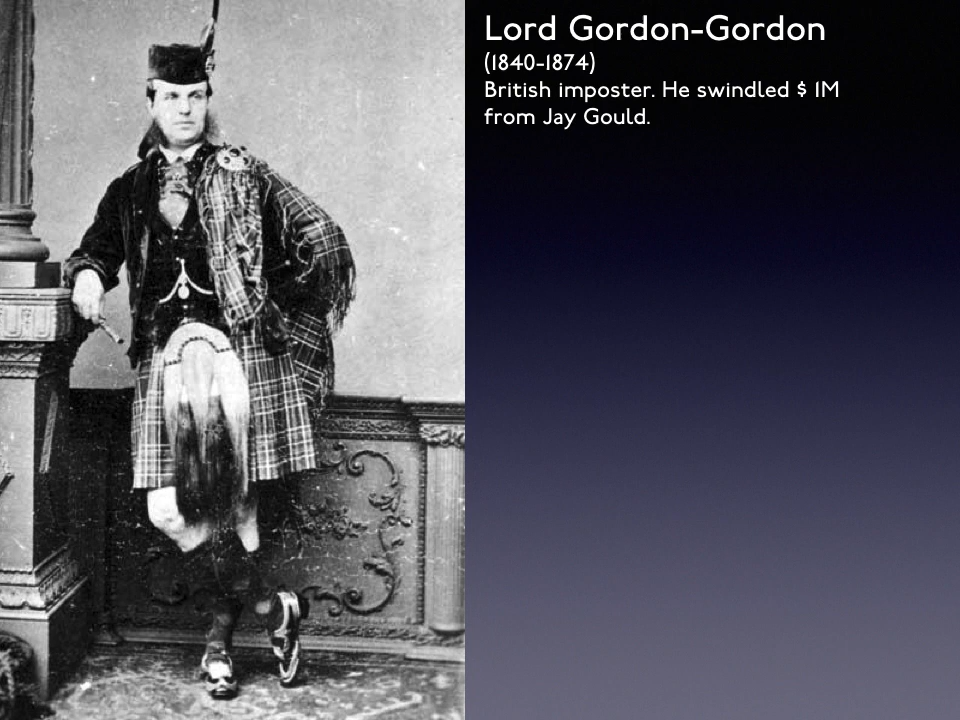 Lord Gordon-Gordon
(1840-1874)
British imposter. He swindled $ 1M
from Jay Gould.